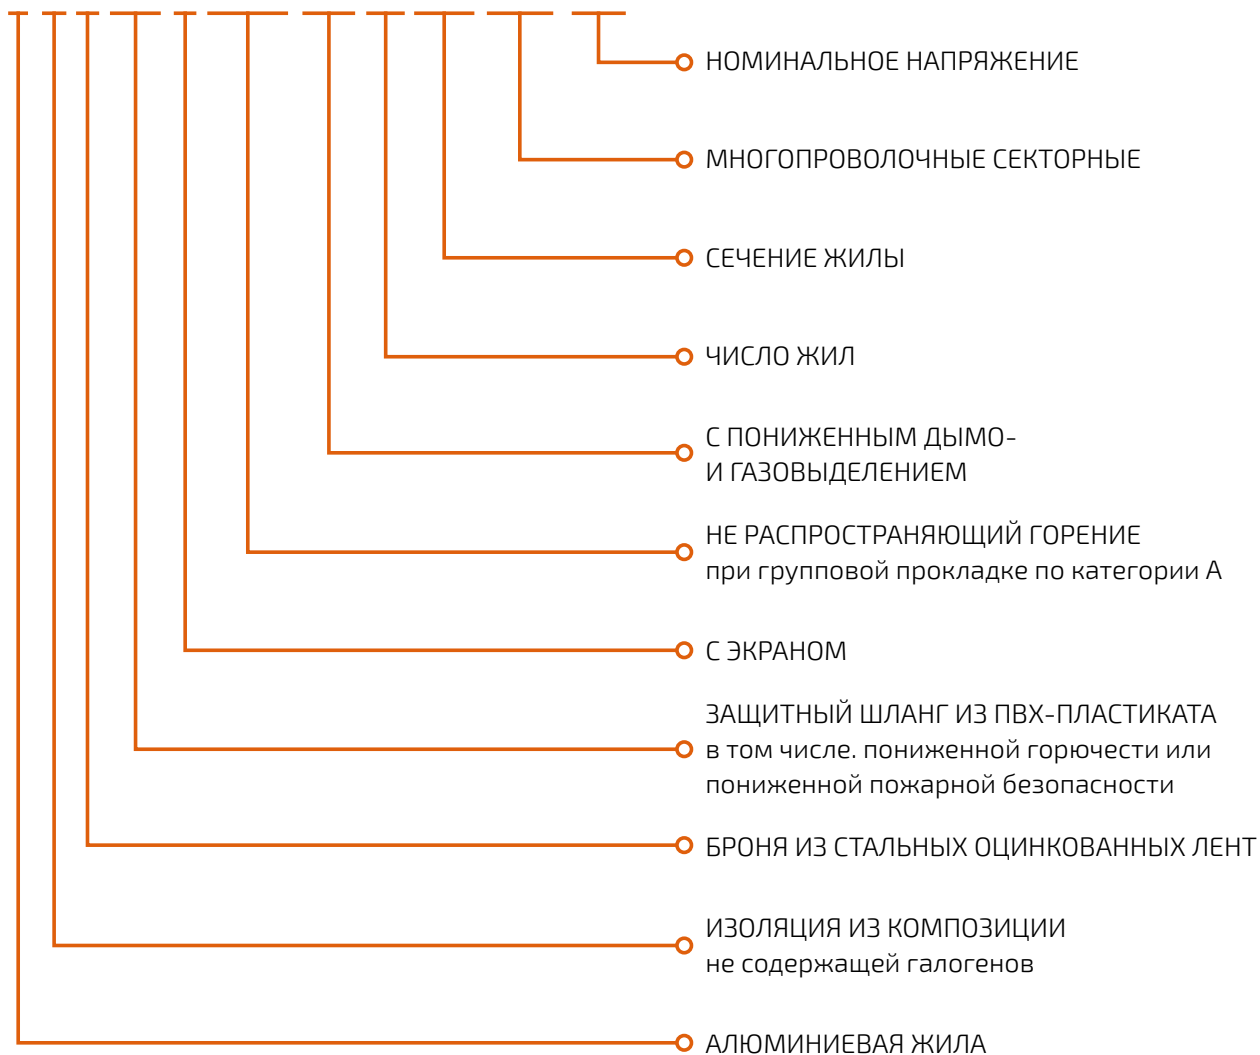 НОМИНАЛЬНОЕ НАПРЯЖЕНИЕ
МНОГОПРОВОЛОЧНЫЕ СЕКТОРНЫЕ
СЕЧЕНИЕ ЖИЛЫ
ЧИСЛО ЖИЛ
С ПОНИЖЕННЫМ ДЫМО-
И ГАЗОВЫДЕЛЕНИЕМ
НЕ РАСПРОСТРАНЯЮЩИЙ ГОРЕНИЕ
при групповой прокладке по категории А
С ЭКРАНОМ
ЗАЩИТНЫЙ ШЛАНГ ИЗ ПВХ-ПЛАСТИКАТА
в том числе. пониженной горючести или
пониженной пожарной безопасности
БРОНЯ ИЗ СТАЛЬНЫХ ОЦИНКОВАННЫХ ЛЕНТ
ИЗОЛЯЦИЯ ИЗ КОМПОЗИЦИИ
не содержащей галогенов
АЛЮМИНИЕВАЯ ЖИЛА